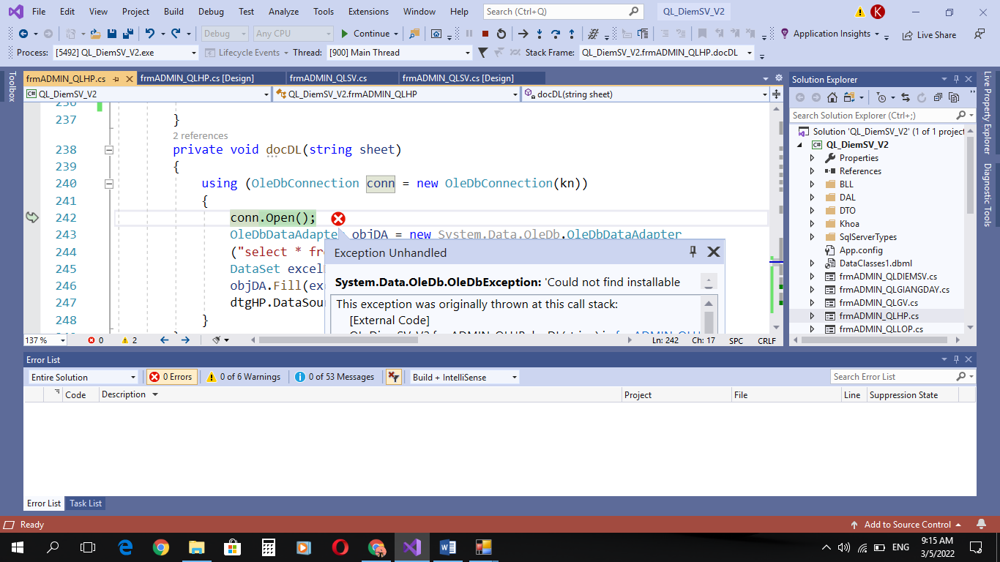 File Edit View Project Build Debug Test Analyze Tools Extensions Window Help Search (Ctrl+Q) QL_DiemSV_V2 K
Debug Any CPU Continue Application Insights Live Share
Process: [5492] QL_DiemSV_V2.exe Lifecycle Events Thread: [900] Main Thread Stack Frame: QL_DiemSV_V2.frmADMIN_QLHP.docDL
Toolbox
frmADMIN_QLHP.cs frmADMIN_QLHP.cs [Design] frmADMIN_QLSV.cs frmADMIN_QLSV.cs [Design]
C# QL_DiemSV_V2 QL_DiemSV_V2.frmADMIN_QLHP docDL(string sheet)
236
237 }
2 references
238 private void docDL(string sheet)
239 {
240 using (OleDbConnection conn = new OleDbConnection(kn))
241 {
242 conn.Open();
243 OleDbDataAdapter objDA = new System.Data.OleDb.OleDbDataAdapter
244 ("select * fr
245 DataSet excel
246 objDA.Fill(ex
247 dtgHP.DataSou
248 }
Exception Unhandled
System.Data.OleDb.OleDbException: 'Could not find installable
This exception was originally thrown at this call stack:
[External Code]
137 % 0 2 Ln: 242 Ch: 17 SPC CRLF
Solution Explorer
Search Solution Explorer (Ctrl+;)
Solution 'QL_DiemSV_V2' (1 of 1 project
C# QL_DiemSV_V2
Properties
References
BLL
DAL
DTO
Khoa
SqlServerTypes
App.config
DataClasses1.dbml
frmADMIN_QLDIEMSV.cs
frmADMIN_QLGIANGDAY.cs
frmADMIN_QLGV.cs
frmADMIN_QLHP.cs
frmADMIN_QLLOP.cs
Live Property Explorer
Diagnostic Tools
Error List
Entire Solution 0 Errors 0 of 6 Warnings 0 of 53 Messages Build + IntelliSense Search Error List
Code Description Project File Line Suppression State
Error List Task List
Ready Add to Source Control
ENG 9:15 AM
3/5/2022